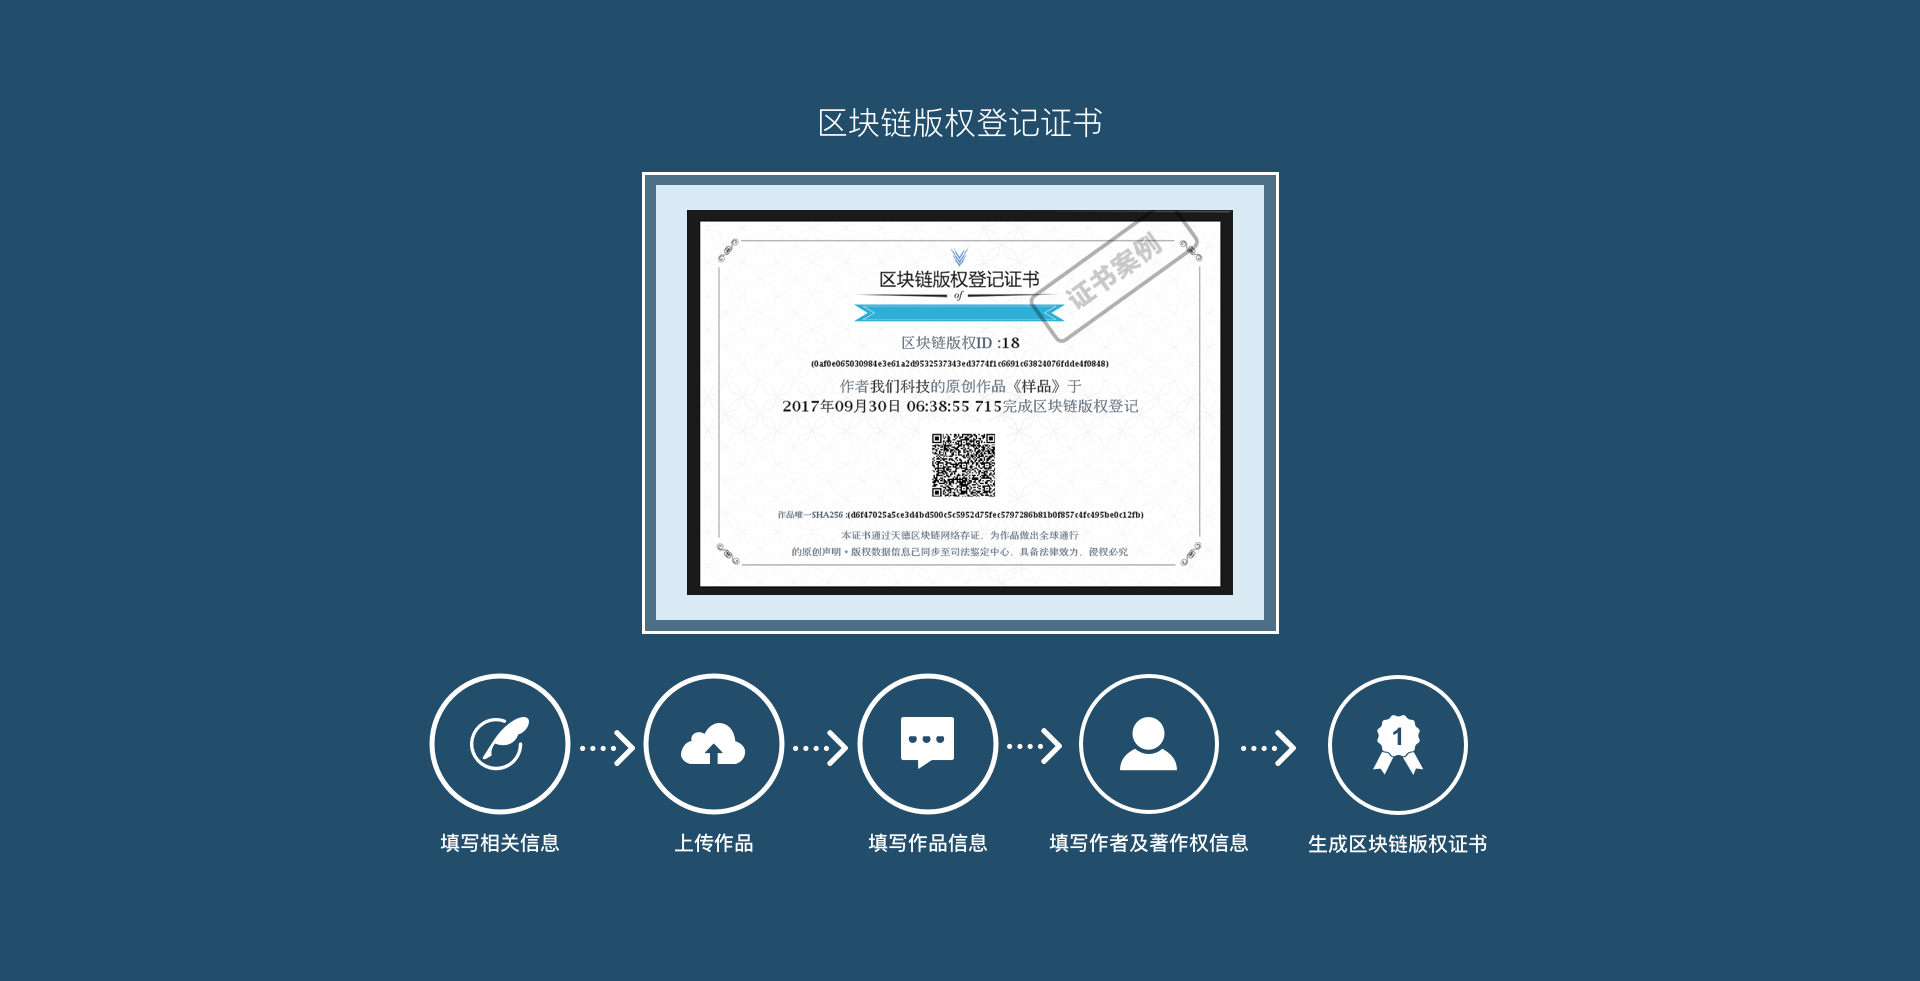 区块链版权登记证书
证书案例
区块链版权登记证书
of
区块链版权ID :18
(0af0e065030984e3e61a2d9532537343ed3774f1c6691c63824076fdde4f0848)
作者我们科技的原创作品《样品》于
2017年09月30日 06:38:55 715完成区块链版权登记
作品唯一SHA256 :(d6f47025a5ce3d4bd500c5c5952d75fec5797286b81b0f857c4fc495be0c12fb)
本证书通过天德区块链网络存证，为作品做出全球通行
的原创声明。版权数据信息已同步至司法鉴定中心，具备法律效力，侵权必究
填写相关信息
上传作品
填写作品信息
填写作者及著作权信息
1
生成区块链版权证书